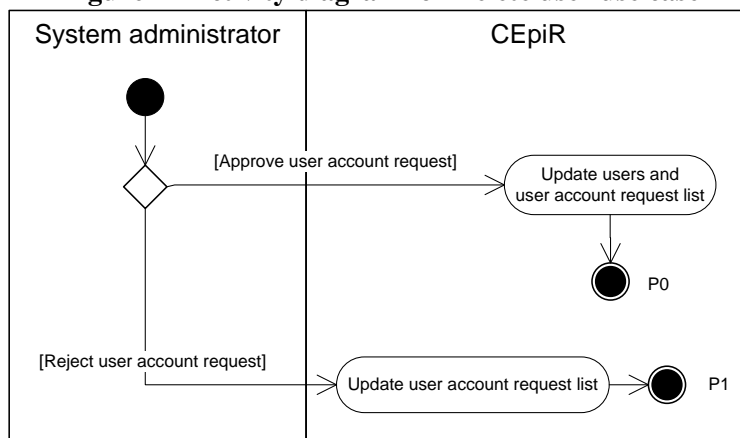 System administrator
CEpiR
[Approve user account request]
Update users and
user account request list
P0
[Reject user account request]
Update user account request list
P1